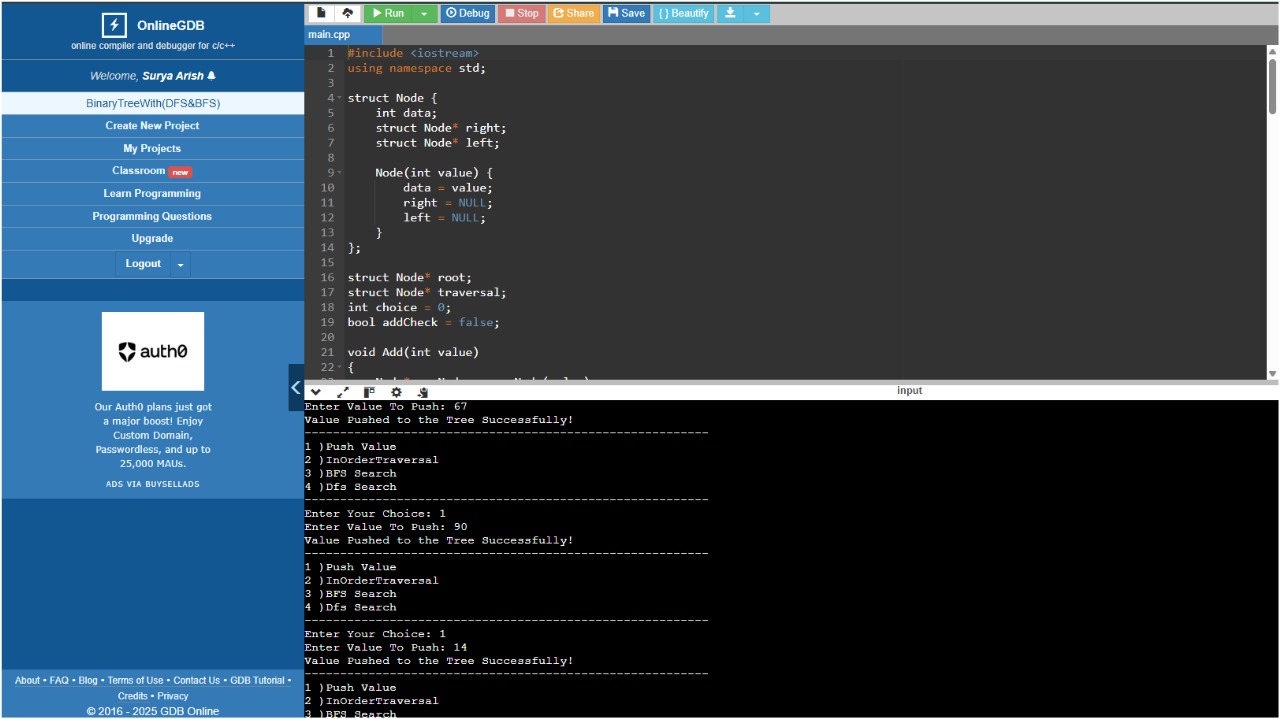 OnlineGDB
online compiler and debugger for c/c++
Welcome, Surya Arish
BinaryTreeWith(DFS&BFS)
Create New Project
My Projects
Classroom new
Learn Programming
Programming Questions
Upgrade
Logout
auth0
Our Auth0 plans just got
a major boost! Enjoy
Custom Domain,
Passwordless, and up to
25,000 MAUs.
ADS VIA BUYSELLADS
About • FAQ • Blog • Terms of Use • Contact Us • GDB Tutorial •
Credits • Privacy
© 2016 - 2025 GDB Online
Run Debug Stop Share Save { } Beautify
main.cpp
1 #include <iostream>
2 using namespace std;
3
4 struct Node {
5 int data;
6 struct Node* right;
7 struct Node* left;
8
9 Node(int value) {
10 data = value;
11 right = NULL;
12 left = NULL;
13 }
14 };
15
16 struct Node* root;
17 struct Node* traversal;
18 int choice = 0;
19 bool addCheck = false;
20
21 void Add(int value)
22 {
input
Enter Value To Push: 67
Value Pushed to the Tree Successfully!
----------------------------------------------------------
1 )Push Value
2 )InOrderTraversal
3 )BFS Search
4 )Dfs Search
----------------------------------------------------------
Enter Your Choice: 1
Enter Value To Push: 90
Value Pushed to the Tree Successfully!
----------------------------------------------------------
1 )Push Value
2 )InOrderTraversal
3 )BFS Search
4 )Dfs Search
----------------------------------------------------------
Enter Your Choice: 1
Enter Value To Push: 14
Value Pushed to the Tree Successfully!
----------------------------------------------------------
1 )Push Value
2 )InOrderTraversal
3 )BFS Search